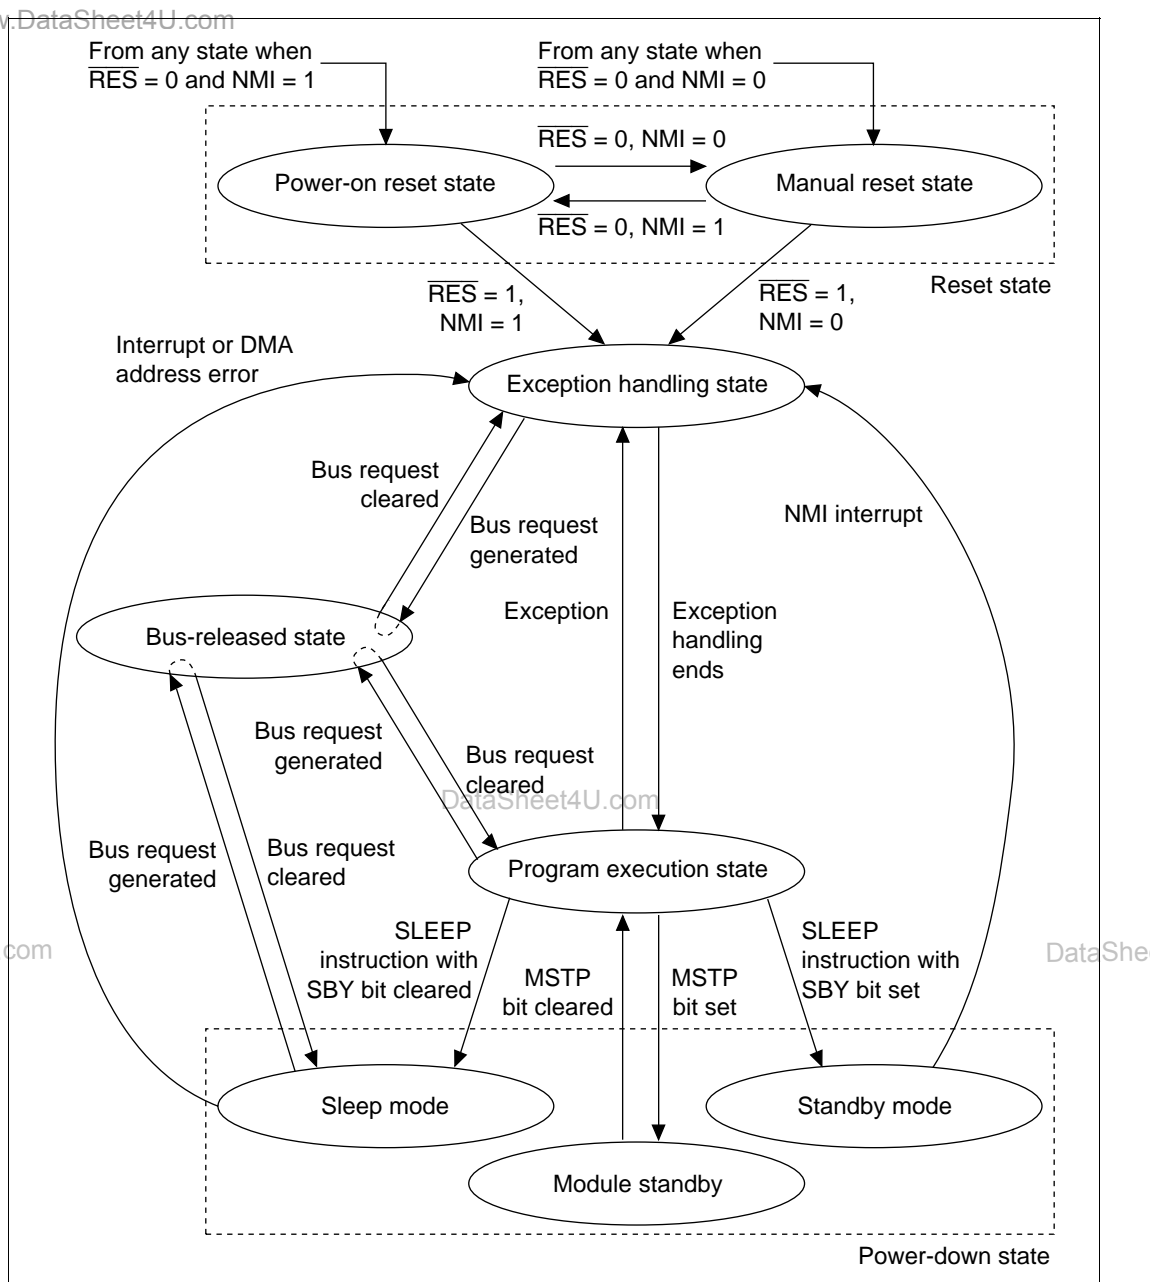 w.DataSheet4U.com
From any state when
RES = 0 and NMI = 1
From any state when
RES = 0 and NMI = 0
RES = 0, NMI = 0
Power-on reset state
Manual reset state
RES = 0, NMI = 1
Reset state
RES = 1,
NMI = 1
RES = 1,
NMI = 0
Interrupt or DMA
address error
Exception handling state
Bus request
cleared
Bus request
generated
NMI interrupt
Exception
Exception
handling
ends
Bus-released state
Bus request
generated
Bus request
cleared
DataSheet4U.com
Bus request
generated
Bus request
cleared
Program execution state
SLEEP
instruction with
SBY bit cleared
MSTP
bit cleared
MSTP
bit set
SLEEP
instruction with
SBY bit set
.com
DataShe
Sleep mode
Standby mode
Module standby
Power-down state